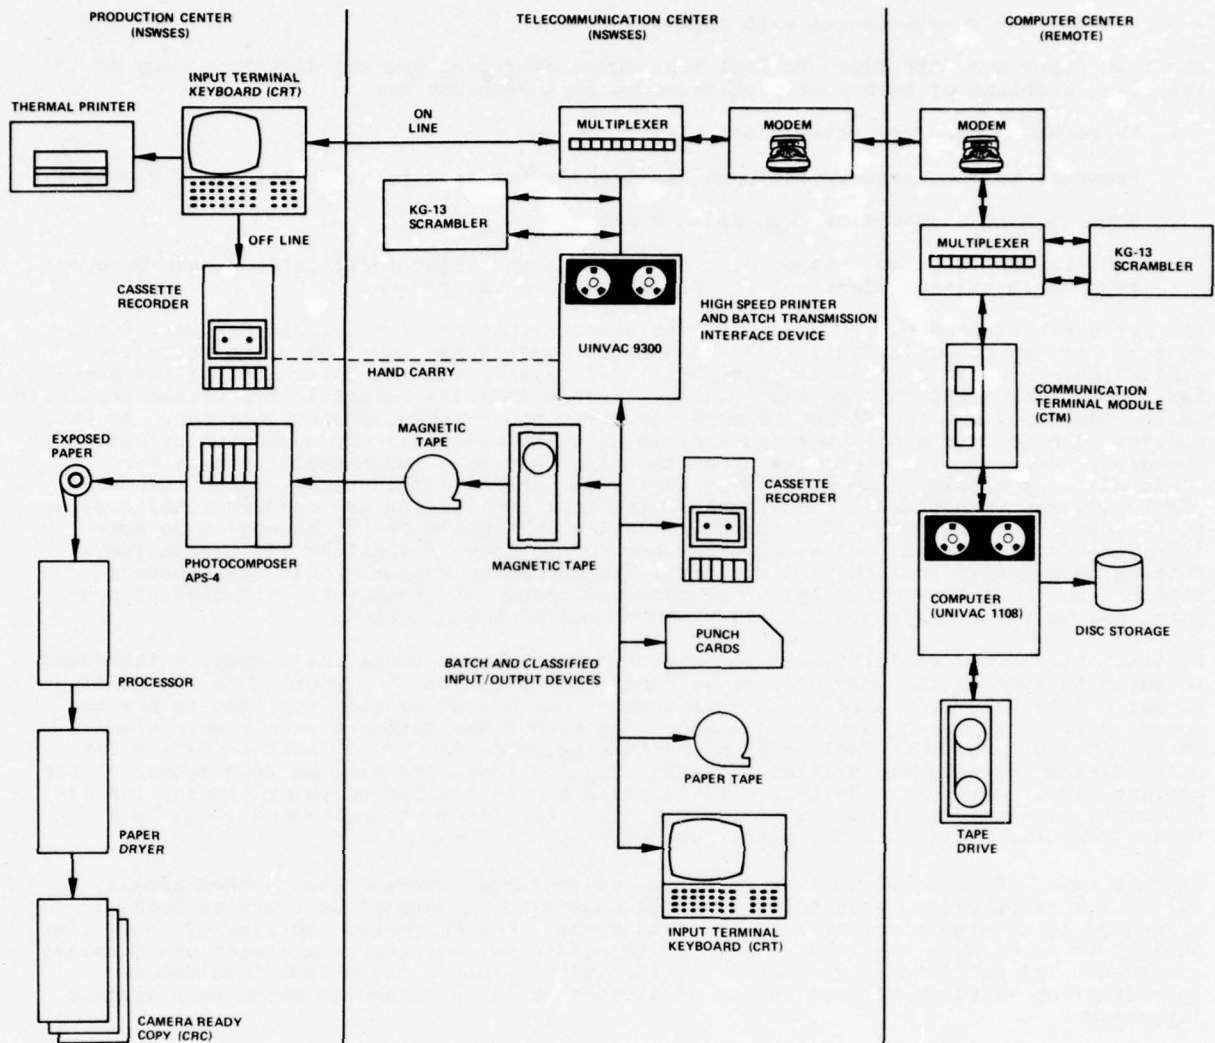 PRODUCTION CENTER
(NSWSES)
TELECOMMUNICATION CENTER
(NSWSES)
COMPUTER CENTER
(REMOTE)
INPUT TERMINAL
KEYBOARD (CRT)
THERMAL PRINTER
ON
LINE
MULTIPLEXER
MODEM
MODEM
KG-13
SCRAMBLER
OFF LINE
MULTIPLEXER
KG-13
SCRAMBLER
CASSETTE
RECORDER
HIGH SPEED PRINTER
AND BATCH TRANSMISSION
INTERFACE DEVICE
UINVAC 9300
HAND CARRY
COMMUNICATION
TERMINAL MODULE
(CTM)
EXPOSED
PAPER
MAGNETIC
TAPE
CASSETTE
RECORDER
PHOTOCOMPOSER
APS-4
MAGNETIC TAPE
COMPUTER
(UNIVAC 1108)
DISC STORAGE
PUNCH
CARDS
BATCH AND CLASSIFIED
INPUT/OUTPUT DEVICES
PROCESSOR
PAPER TAPE
TAPE
DRIVE
PAPER
DRYER
INPUT TERMINAL
KEYBOARD (CRT)
CAMERA READY
COPY (CRC)